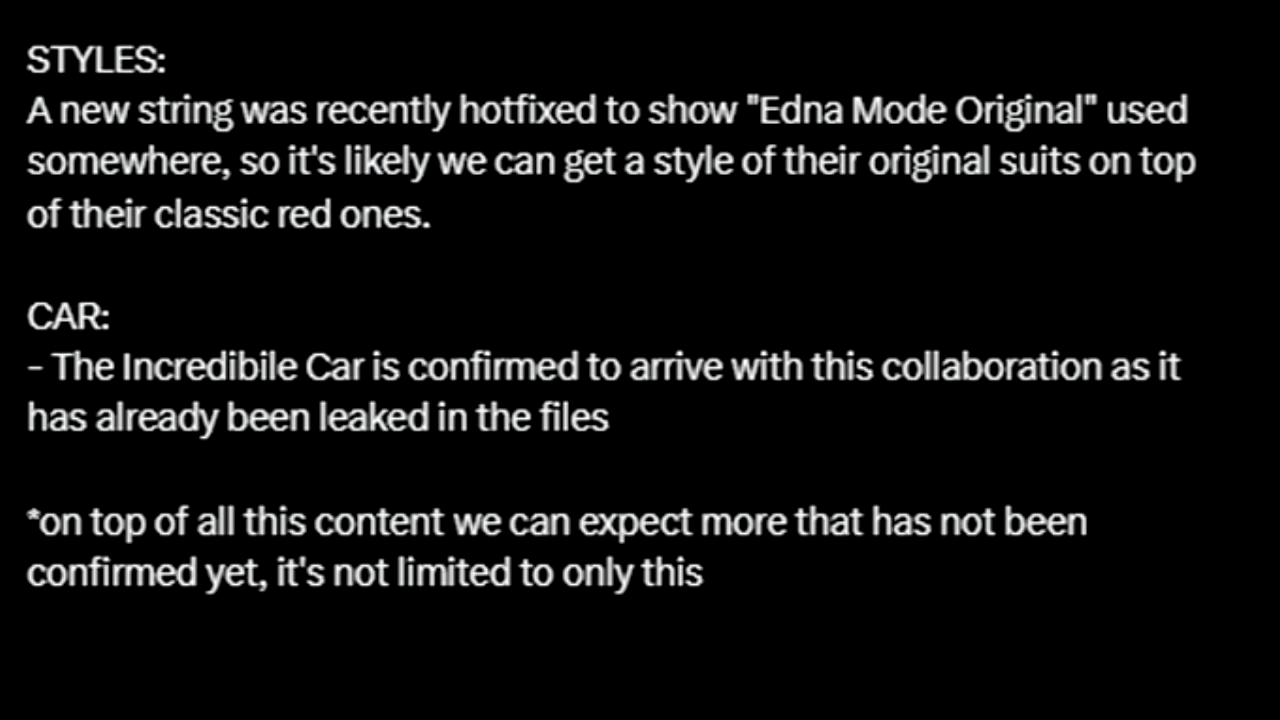 STYLES:
A new string was recently hotfixed to show "Edna Mode Original" used
somewhere, so it's likely we can get a style of their original suits on top
of their classic red ones.
CAR:
- The Incredibile Car is confirmed to arrive with this collaboration as it
has already been leaked in the files
*on top of all this content we can expect more that has not been
confirmed yet, it's not limited to only this